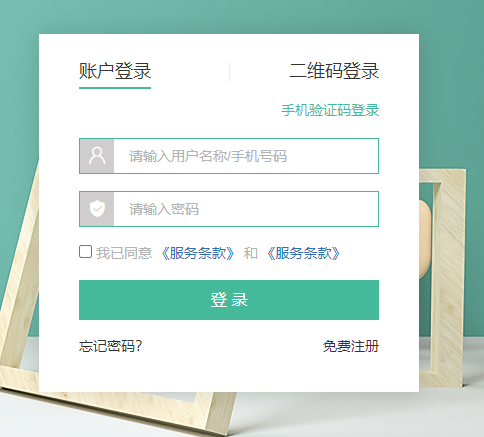 账户登录 二维码登录
手机验证码登录
请输入用户名称/手机号码
请输入密码
我已同意 《服务条款》 和 《服务条款》
登 录
忘记密码? 免费注册